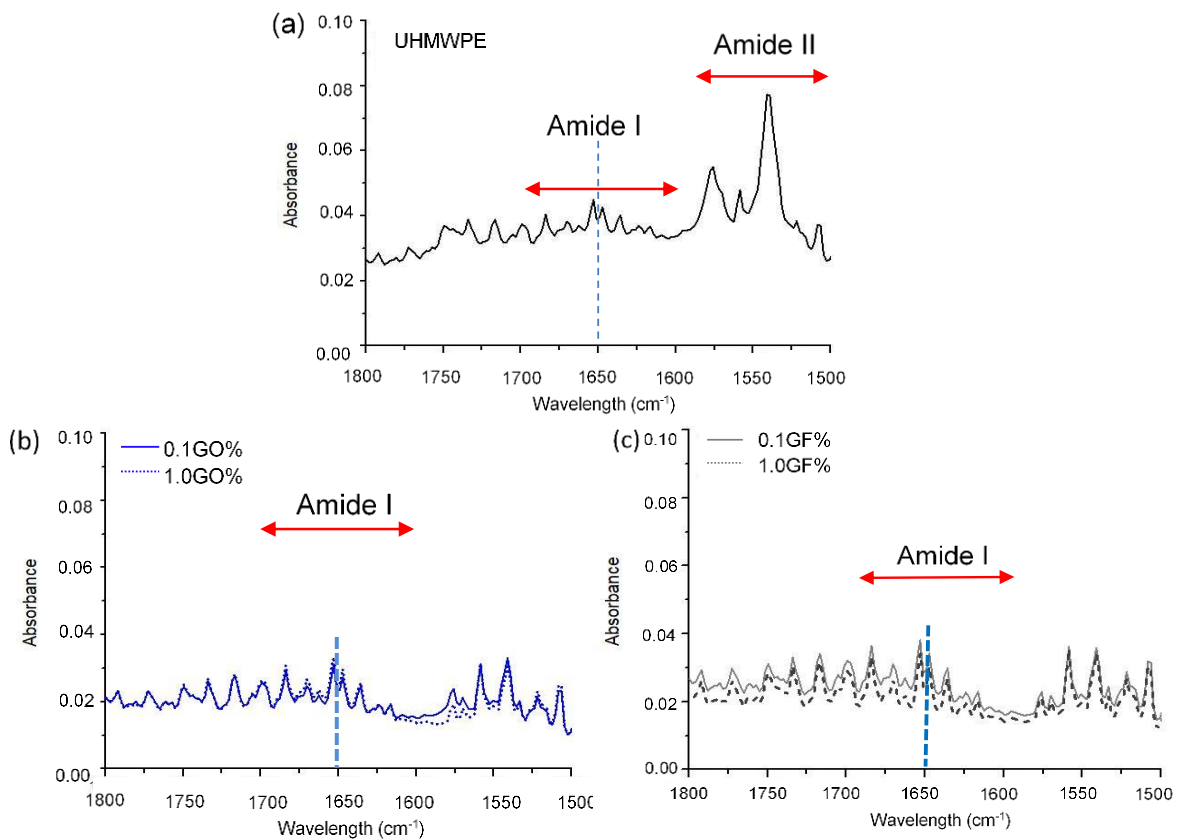 (a)
UHMWPE
Amide I
Amide II
Absorbance
0.10
0.08
0.06
0.04
0.02
0.00
1800 1750 1700 1650 1600 1550 1500
Wavelength (cm⁻¹)
(b)
0.1GO%
1.0GO%
Amide I
Absorbance
0.10
0.08
0.06
0.04
0.02
0.00
1800 1750 1700 1650 1600 1550 1500
Wavelength (cm⁻¹)
(c)
0.1GF%
1.0GF%
Amide I
Absorbance
0.10
0.08
0.06
0.04
0.02
0.00
1800 1750 1700 1650 1600 1550 1500
Wavelength (cm⁻¹)